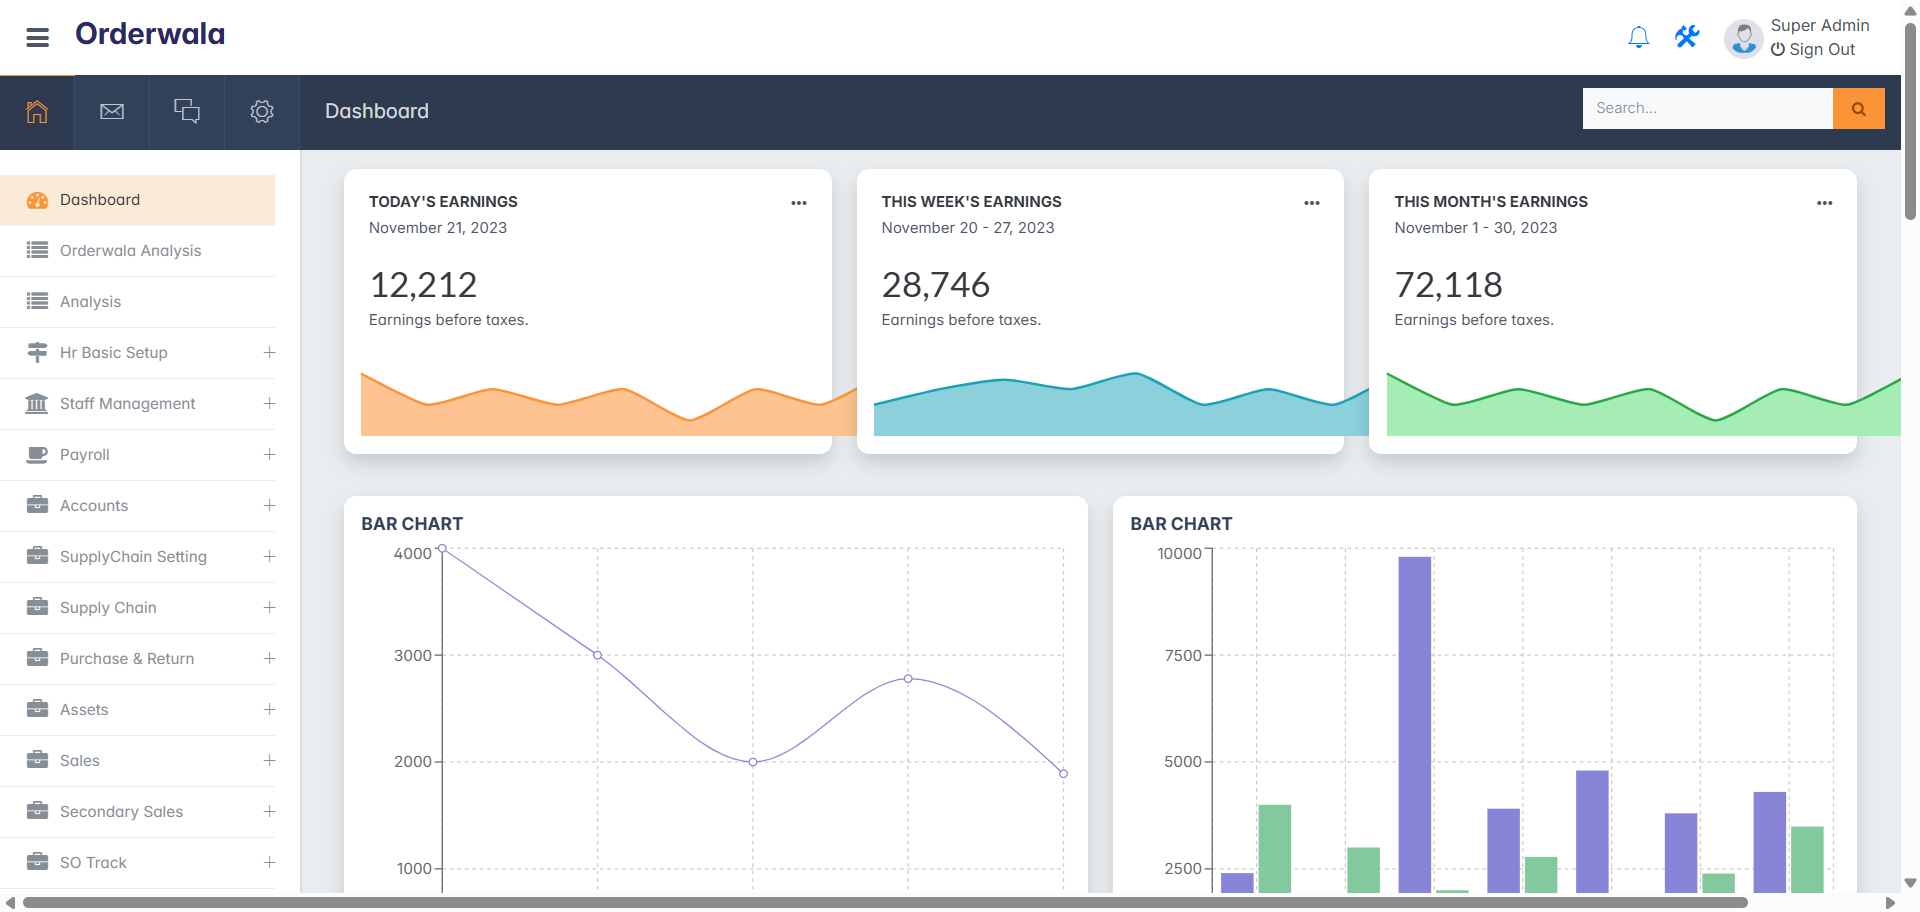 Orderwala
Super Admin
Sign Out
Dashboard
Search...
Dashboard
Orderwala Analysis
Analysis
Hr Basic Setup
Staff Management
Payroll
Accounts
SupplyChain Setting
Supply Chain
Purchase & Return
Assets
Sales
Secondary Sales
SO Track
TODAY'S EARNINGS
November 21, 2023
12,212
Earnings before taxes.
THIS WEEK'S EARNINGS
November 20 - 27, 2023
28,746
Earnings before taxes.
THIS MONTH'S EARNINGS
November 1 - 30, 2023
72,118
Earnings before taxes.
BAR CHART
4000
3000
2000
1000
BAR CHART
10000
7500
5000
2500